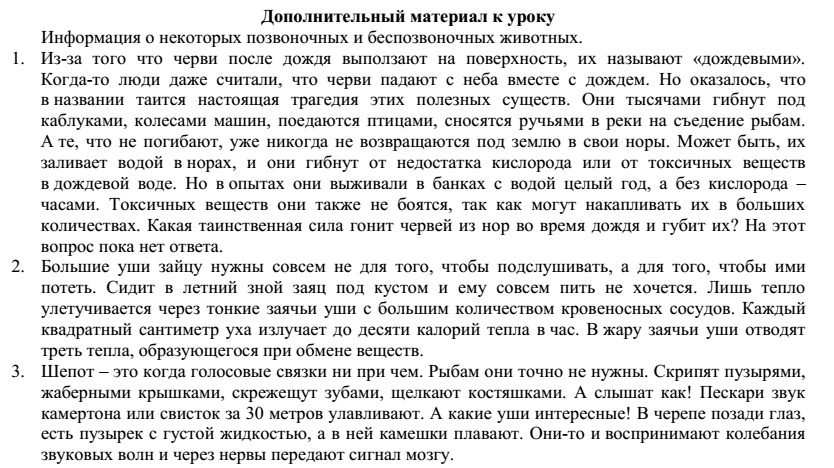 Дополнительный материал к уроку
Информация о некоторых позвоночных и беспозвоночных животных.
1. Из-за того что черви после дождя выползают на поверхность, их называют «дождевыми».
Когда-то люди даже считали, что черви падают с неба вместе с дождем. Но оказалось, что
в названии таится настоящая трагедия этих полезных существ. Они тысячами гибнут под
каблуками, колесами машин, поедаются птицами, сносятся ручьями в реки на съедение рыбам.
А те, что не погибают, уже никогда не возвращаются под землю в свои норы. Может быть, их
заливает водой в норах, и они гибнут от недостатка кислорода или от токсичных веществ
в дождевой воде. Но в опытах они выживали в банках с водой целый год, а без кислорода –
часами. Токсичных веществ они также не боятся, так как могут накапливать их в больших
количествах. Какая таинственная сила гонит червей из нор во время дождя и губит их? На этот
вопрос пока нет ответа.
2. Большие уши зайцу нужны совсем не для того, чтобы подслушивать, а для того, чтобы ими
потеть. Сидит в летний зной заяц под кустом и ему совсем пить не хочется. Лишь тепло
улетучивается через тонкие заячьи уши с большим количеством кровеносных сосудов. Каждый
квадратный сантиметр уха излучает до десяти калорий тепла в час. В жару заячьи уши отводят
треть тепла, образующегося при обмене веществ.
3. Шепот – это когда голосовые связки ни при чем. Рыбам они точно не нужны. Скрипят пузырями,
жаберными крышками, скрежещут зубами, щелкают костяшками. А слышат как! Пескари звук
камертона или свисток за 30 метров улавливают. А какие уши интересные! В черепе позади глаз,
есть пузырек с густой жидкостью, а в ней камешки плавают. Они-то и воспринимают колебания
звуковых волн и через нервы передают сигнал мозгу.